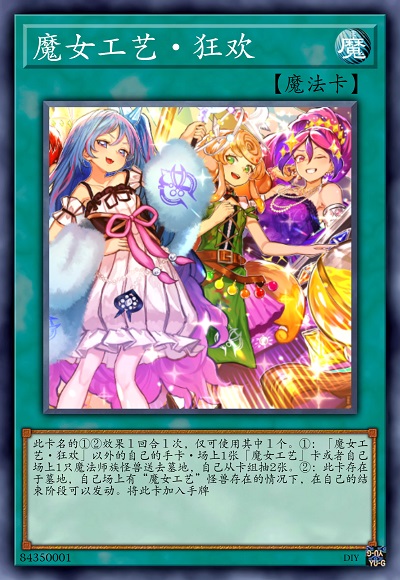 魔女工艺·狂欢
魔
【魔法卡】
此卡名的①②效果1回合1次，仅可使用其中1个。①：「魔女工
艺·狂欢」以外的自己的手卡·场上1张「魔女工艺」卡或者自己
场上1只魔法师族怪兽送去墓地，自己从卡组抽2张。②：此卡存在
于墓地，自己场上有“魔女工艺”怪兽存在的情况下，在自己的结
束阶段可以发动。将此卡加入手牌
84350001
DIY
YU-G